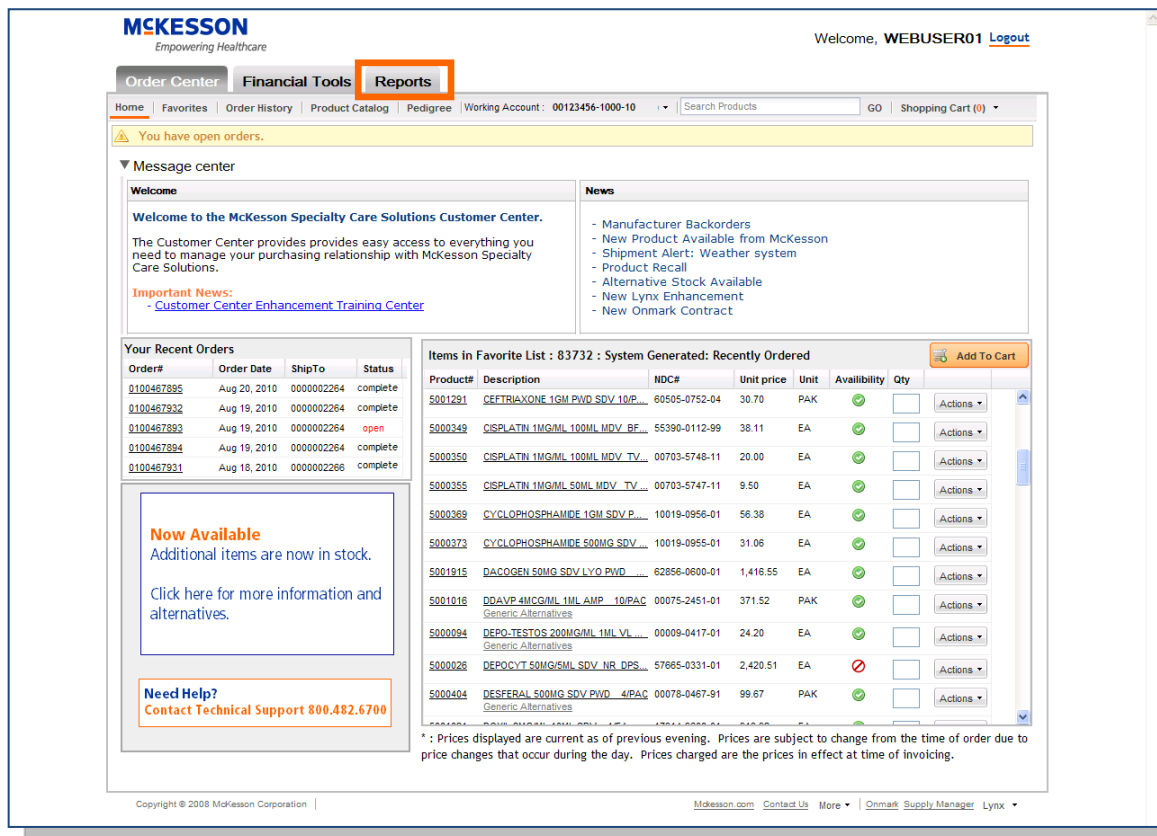 MCKESSON
Empowering Healthcare
Welcome, WEBUSER01 Logout
Order Center Financial Tools Reports
Home Favorites Order History Product Catalog Pedigree Working Account : 00123456-1000-10 Search Products GO Shopping Cart (0)
You have open orders.
Message center
Welcome
Welcome to the McKesson Specialty Care Solutions Customer Center.
The Customer Center provides provides easy access to everything you
need to manage your purchasing relationship with McKesson Specialty
Care Solutions.
Important News:
- Customer Center Enhancement Training Center
News
- Manufacturer Backorders
- New Product Available from McKesson
- Shipment Alert: Weather system
- Product Recall
- Alternative Stock Available
- New Lynx Enhancement
- New Onmark Contract
Your Recent Orders
Order# Order Date ShipTo Status
0100467895 Aug 20, 2010 0000002264 complete
0100467932 Aug 19, 2010 0000002264 complete
0100467893 Aug 19, 2010 0000002264 open
0100467894 Aug 19, 2010 0000002264 complete
0100467931 Aug 18, 2010 0000002266 complete
Now Available
Additional items are now in stock.
Click here for more information and
alternatives.
Need Help?
Contact Technical Support 800.482.6700
Items in Favorite List : 83732 : System Generated: Recently Ordered Add To Cart
Product# Description NDC# Unit price Unit Availibility Qty
5001291 CEFTRIAXONE 1GM PWD SDV 10/P... 60505-0752-04 30.70 PAK Actions
5000349 CISPLATIN 1MG/ML 100ML MDV BF... 55390-0112-99 38.11 EA Actions
5000350 CISPLATIN 1MG/ML 100ML MDV TV... 00703-5748-11 20.00 EA Actions
5000355 CISPLATIN 1MG/ML 50ML MDV TV ... 00703-5747-11 9.50 EA Actions
5000369 CYCLOPHOSPHAMIDE 1GM SDV P... 10019-0956-01 56.38 EA Actions
5000373 CYCLOPHOSPHAMIDE 500MG SDV ... 10019-0955-01 31.06 EA Actions
5001915 DACOGEN 50MG SDV LYO PWD ... 62856-0600-01 1,416.55 EA Actions
5001016 DDAVP 4MCG/ML 1ML AMP 10/PAC 00075-2451-01 371.52 PAK Actions
Generic Alternatives
5000094 DEPO-TESTOS 200MG/ML 1ML VL ... 00009-0417-01 24.20 EA Actions
Generic Alternatives
5000026 DEPOCYT 50MG/5ML SDV NR DPS... 57665-0331-01 2,420.51 EA Actions
5000404 DESFERAL 500MG SDV PWD 4/PAC 00078-0467-91 99.67 PAK Actions
Generic Alternatives
* : Prices displayed are current as of previous evening. Prices are subject to change from the time of order due to
price changes that occur during the day. Prices charged are the prices in effect at time of invoicing.
Copyright © 2008 McKesson Corporation Mckesson.com Contact Us More Onmark Supply Manager Lynx